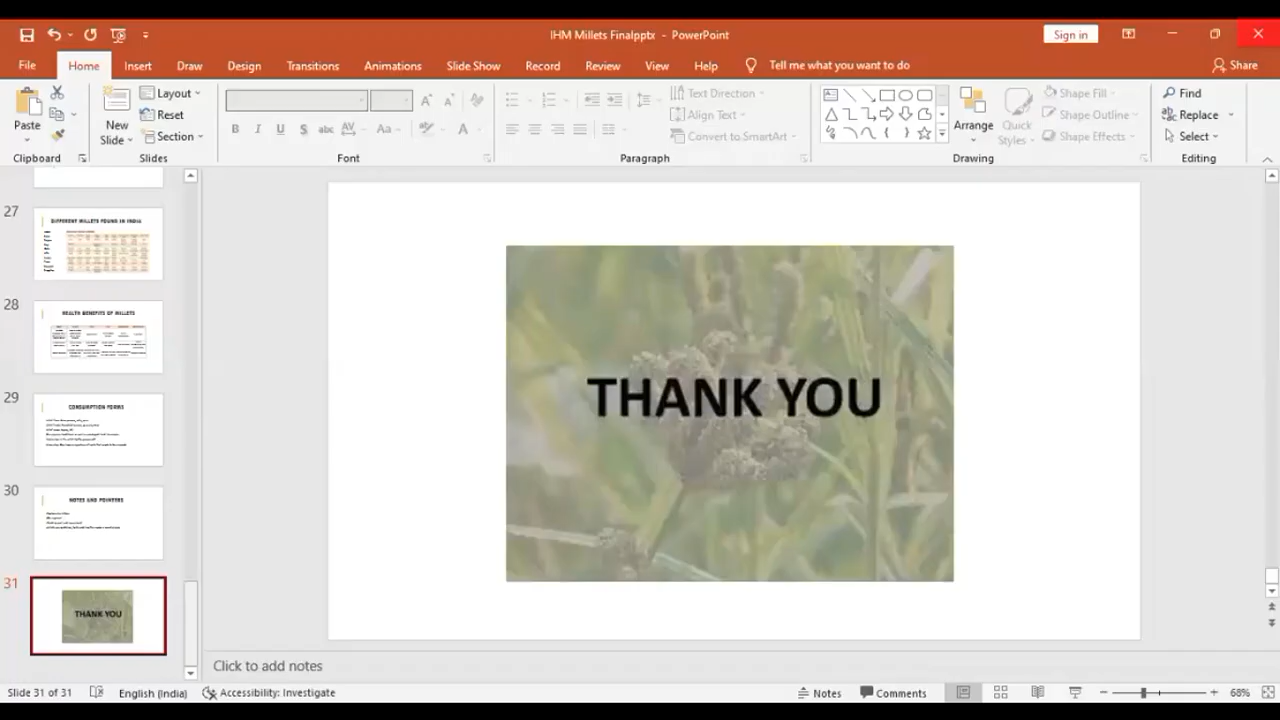 IHM Millets Finalpptx - PowerPoint
Sign in
File Home Insert Draw Design Transitions Animations Slide Show Record Review View Help Tell me what you want to do Share
Paste
Clipboard
New Slide
Layout
Reset
Section
Slides
B I U S abc AV Aa A
Font
Text Direction
Align Text
Convert to SmartArt
Paragraph
Arrange
Quick Styles
Shape Fill
Shape Outline
Shape Effects
Drawing
Find
Replace
Select
Editing
27
DIFFERENT MILLETS FOUND IN INDIA
28
HEALTH BENEFITS OF MILLETS
29
CONSUMPTION FORMS
30
NOTES AND POINTERS
31
THANK YOU
THANK YOU
Click to add notes
Slide 31 of 31 English (India) Accessibility: Investigate Notes Comments 68%